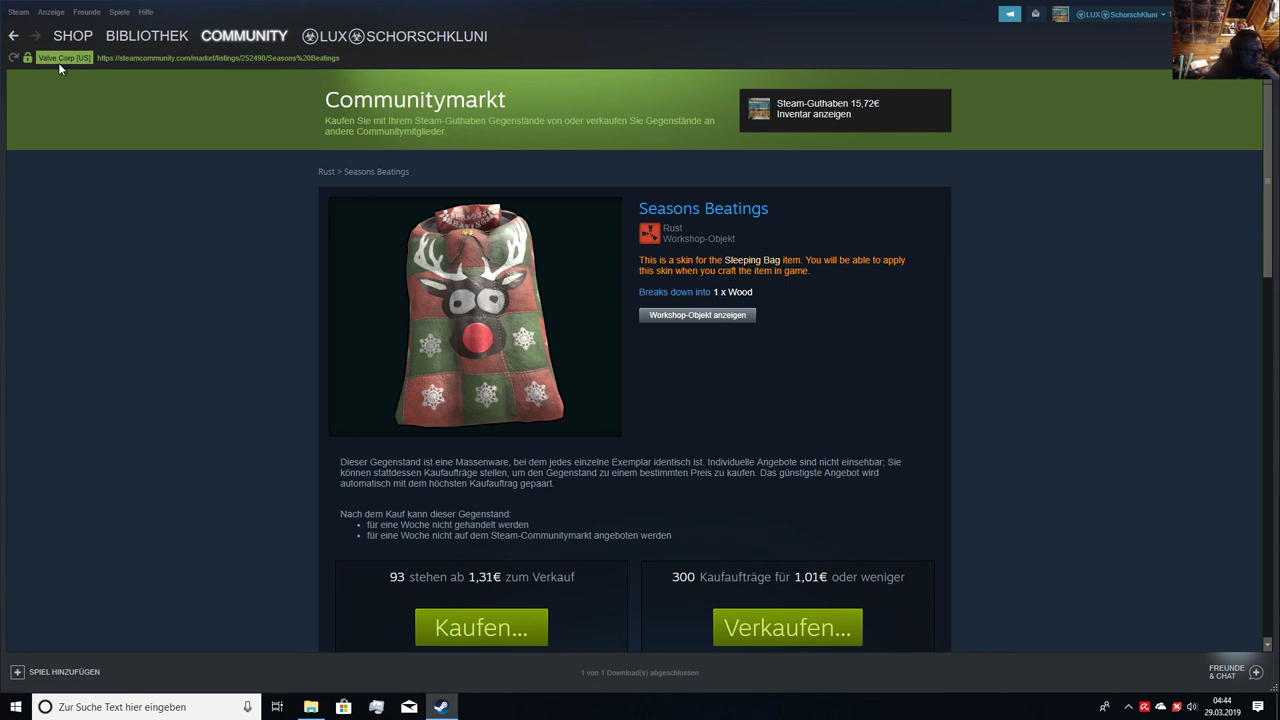 Steam Anzeige Freunde Spiele Hilfe
☣LUX☣SchorschKluni
SHOP BIBLIOTHEK COMMUNITY ☣LUX☣SCHORSCHKLUNI
Valve Corp [US] https://steamcommunity.com/market/listings/252490/Seasons%20Beatings
Communitymarkt
Kaufen Sie mit Ihrem Steam-Guthaben Gegenstände von oder verkaufen Sie Gegenstände an
andere Communitymitglieder.
Steam-Guthaben 15,72€
Inventar anzeigen
Rust > Seasons Beatings
Seasons Beatings
Rust
Workshop-Objekt
This is a skin for the Sleeping Bag item. You will be able to apply
this skin when you craft the item in game.
Breaks down into 1 x Wood
Workshop-Objekt anzeigen
Dieser Gegenstand ist eine Massenware, bei dem jedes einzelne Exemplar identisch ist. Individuelle Angebote sind nicht einsehbar; Sie
können stattdessen Kaufaufträge stellen, um den Gegenstand zu einem bestimmten Preis zu kaufen. Das günstigste Angebot wird
automatisch mit dem höchsten Kaufauftrag gepaart.
Nach dem Kauf kann dieser Gegenstand:
• für eine Woche nicht gehandelt werden
• für eine Woche nicht auf dem Steam-Communitymarkt angeboten werden
93 stehen ab 1,31€ zum Verkauf
Kaufen...
300 Kaufaufträge für 1,01€ oder weniger
Verkaufen...
SPIEL HINZUFÜGEN
1 von 1 Download(s) abgeschlossen
FREUNDE
& CHAT
Zur Suche Text hier eingeben
04:44
29.03.2019